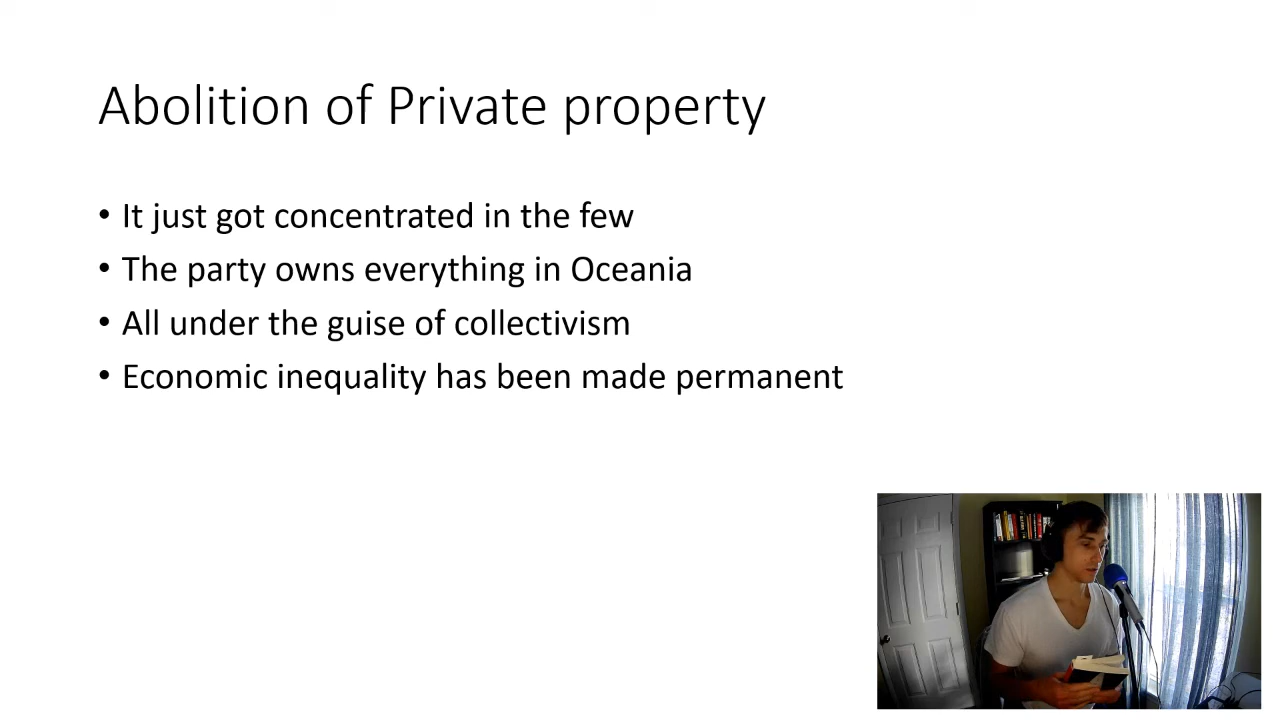 Abolition of Private property
• It just got concentrated in the few
• The party owns everything in Oceania
• All under the guise of collectivism
• Economic inequality has been made permanent